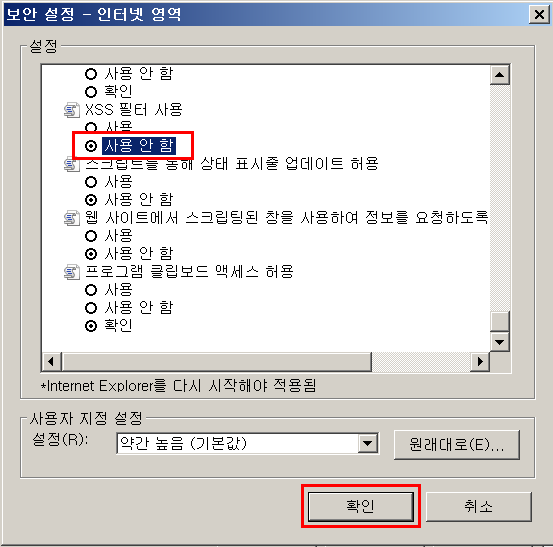 보안 설정 – 인터넷 영역
설정
사용 안 함
확인
XSS 필터 사용
사용
사용 안 함
스크립트를 통해 상태 표시줄 업데이트 허용
사용
사용 안 함
웹 사이트에서 스크립팅된 창을 사용하여 정보를 요청하도록
사용
사용 안 함
프로그램 클립보드 액세스 허용
사용
사용 안 함
확인
*Internet Explorer를 다시 시작해야 적용됨
사용자 지정 설정
설정(R): 약간 높음 (기본값) 원래대로(E)...
확인 취소